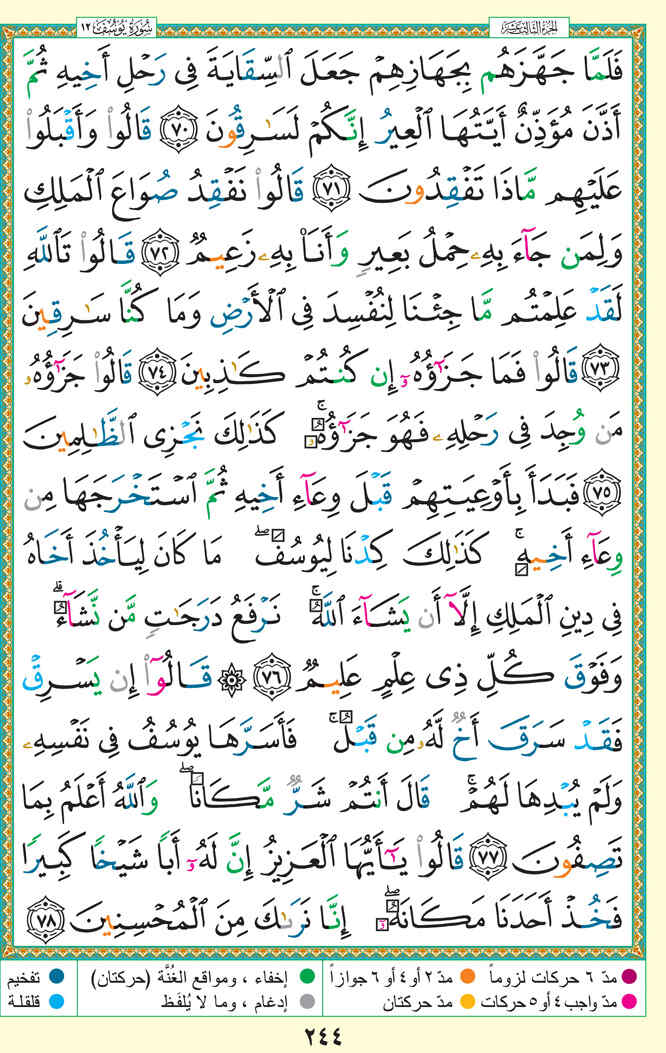 سُورَةُ يُوسُفَ ١٢
الجزء الثالث عشر
فَلَمَّا جَهَّزَهُم بِجَهَازِهِمْ جَعَلَ ٱلسِّقَايَةَ فِى رَحْلِ أَخِيهِ ثُمَّ
أَذَّنَ مُؤَذِّنٌ أَيَّتُهَا ٱلْعِيرُ إِنَّكُمْ لَسَـٰرِقُونَ ٧٠ قَالُوا۟ وَأَقْبَلُوا۟
عَلَيْهِم مَّاذَا تَفْقِدُونَ ٧١ قَالُوا۟ نَفْقِدُ صُوَاعَ ٱلْمَلِكِ
وَلِمَن جَآءَ بِهِۦ حِمْلُ بَعِيرٍ وَأَنَا۠ بِهِۦ زَعِيمٌ ٧٢ قَالُوا۟ تَٱللَّهِ
لَقَدْ عَلِمْتُم مَّا جِئْنَا لِنُفْسِدَ فِى ٱلْأَرْضِ وَمَا كُنَّا سَـٰرِقِينَ
٧٣ قَالُوا۟ فَمَا جَزَٰٓؤُهُۥٓ إِن كُنتُمْ كَـٰذِبِينَ ٧٤ قَالُوا۟ جَزَٰٓؤُهُۥ
مَن وُجِدَ فِى رَحْلِهِۦ فَهُوَ جَزَٰٓؤُهُۥ ۚ كَذَٰلِكَ نَجْزِى ٱلظَّـٰلِمِينَ
٧٥ فَبَدَأَ بِأَوْعِيَتِهِمْ قَبْلَ وِعَآءِ أَخِيهِ ثُمَّ ٱسْتَخْرَجَهَا مِن
وِعَآءِ أَخِيهِ ۚ كَذَٰلِكَ كِدْنَا لِيُوسُفَ ۖ مَا كَانَ لِيَأْخُذَ أَخَاهُ
فِى دِينِ ٱلْمَلِكِ إِلَّآ أَن يَشَآءَ ٱللَّهُ ۚ نَرْفَعُ دَرَجَـٰتٍ مَّن نَّشَآءُ ۗ
وَفَوْقَ كُلِّ ذِى عِلْمٍ عَلِيمٌ ٧٦ ۞ قَالُوٓا۟ إِن يَسْرِقْ
فَقَدْ سَرَقَ أَخٌ لَّهُۥ مِن قَبْلُ ۚ فَأَسَرَّهَا يُوسُفُ فِى نَفْسِهِۦ
وَلَمْ يُبْدِهَا لَهُمْ ۚ قَالَ أَنتُمْ شَرٌّ مَّكَانًا ۖ وَٱللَّهُ أَعْلَمُ بِمَا
تَصِفُونَ ٧٧ قَالُوا۟ يَـٰٓأَيُّهَا ٱلْعَزِيزُ إِنَّ لَهُۥٓ أَبًا شَيْخًا كَبِيرًا
فَخُذْ أَحَدَنَا مَكَانَهُۥٓ ۖ إِنَّا نَرَىٰكَ مِنَ ٱلْمُحْسِنِينَ ٧٨
مدّ ٦ حركات لزوماً مدّ ٢ أو ٤ أو ٦ جوازاً إخفاء ، ومواقع الغُنَّة (حركتان) تفخيم
مدّ واجب ٤ أو ٥ حركات مدّ حركتان إدغام ، وما لا يُلفَظ قلقلة
٢٤٤